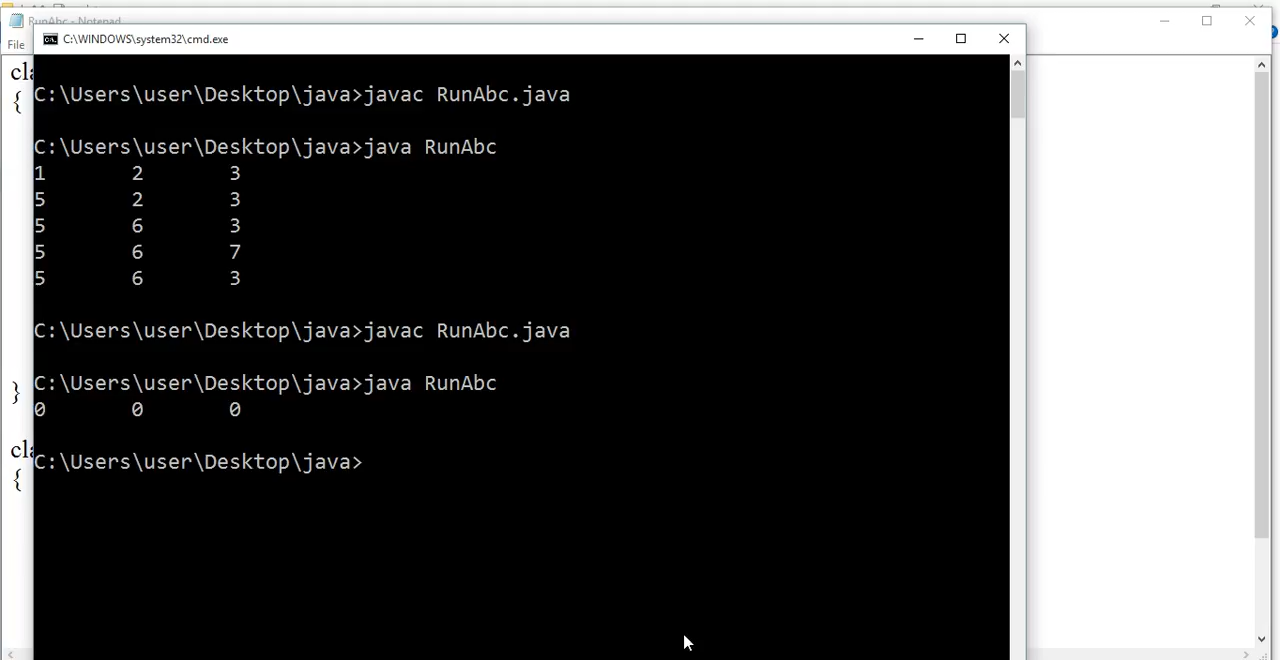 RunAbc - Notepad
File
C:\WINDOWS\system32\cmd.exe
cla
{
C:\Users\user\Desktop\java>javac RunAbc.java
C:\Users\user\Desktop\java>java RunAbc
1 2 3
5 2 3
5 6 3
5 6 7
5 6 3
C:\Users\user\Desktop\java>javac RunAbc.java
C:\Users\user\Desktop\java>java RunAbc
}
0 0 0
cla
C:\Users\user\Desktop\java>
{